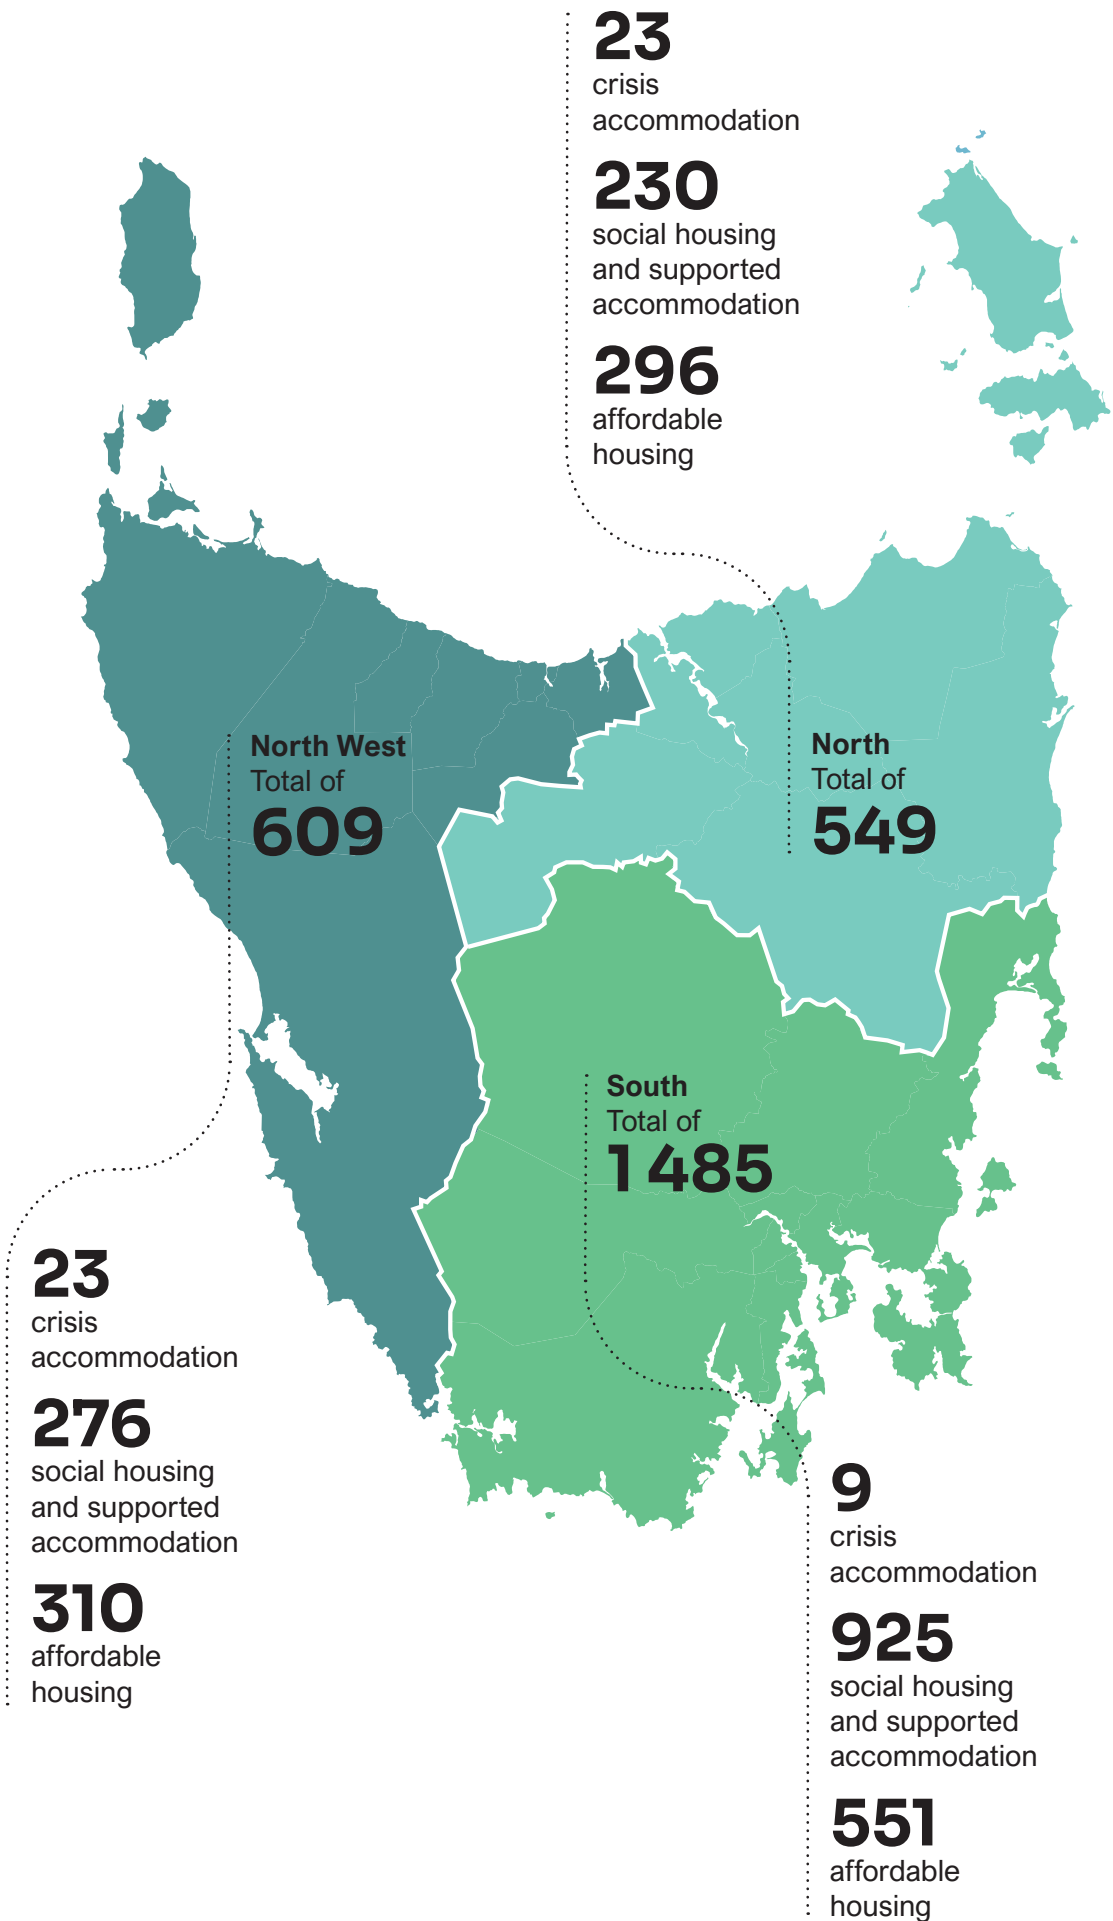 23
crisis
accommodation
230
social housing
and supported
accommodation
296
affordable
housing
North West
Total of
609
North
Total of
549
South
Total of
1 485
23
crisis
accommodation
276
social housing
and supported
accommodation
310
affordable
housing
9
crisis
accommodation
925
social housing
and supported
accommodation
551
affordable
housing